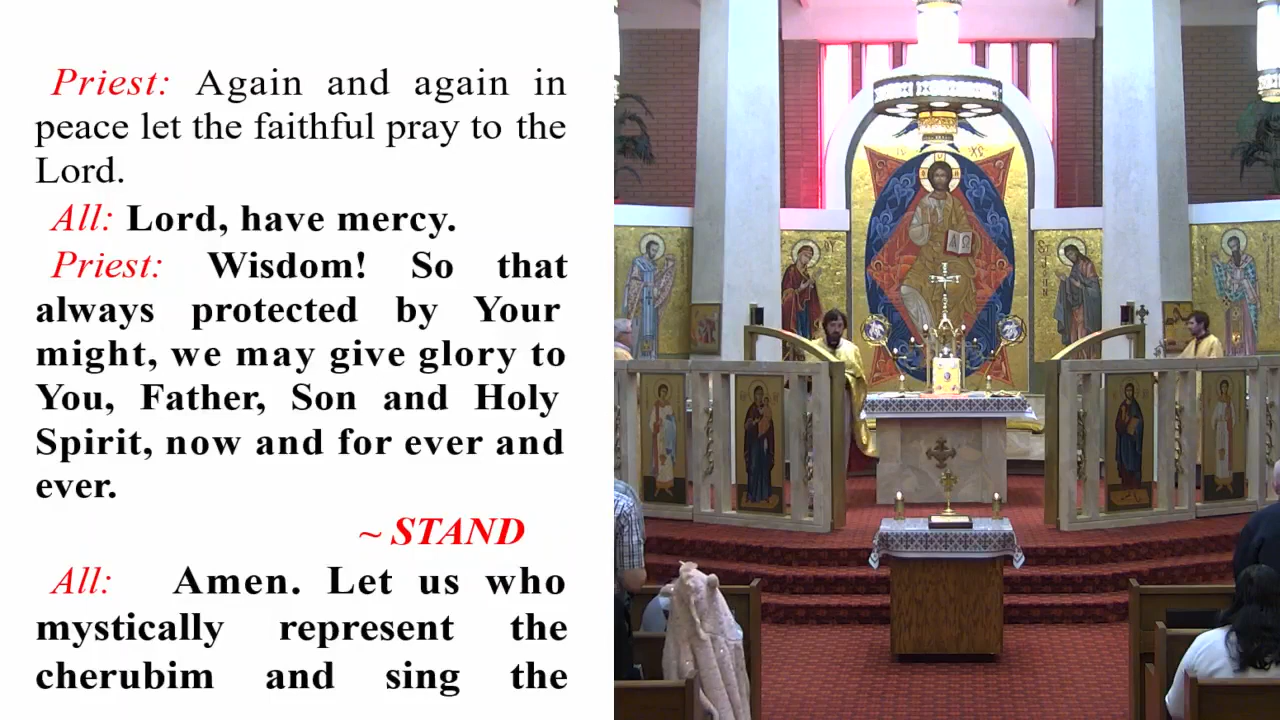 Priest: Again and again in
peace let the faithful pray to the
Lord.
All: Lord, have mercy.
Priest: Wisdom! So that
always protected by Your
might, we may give glory to
You, Father, Son and Holy
Spirit, now and for ever and
ever.
~ STAND
All: Amen. Let us who
mystically represent the
cherubim and sing the
IC XC
A Ω